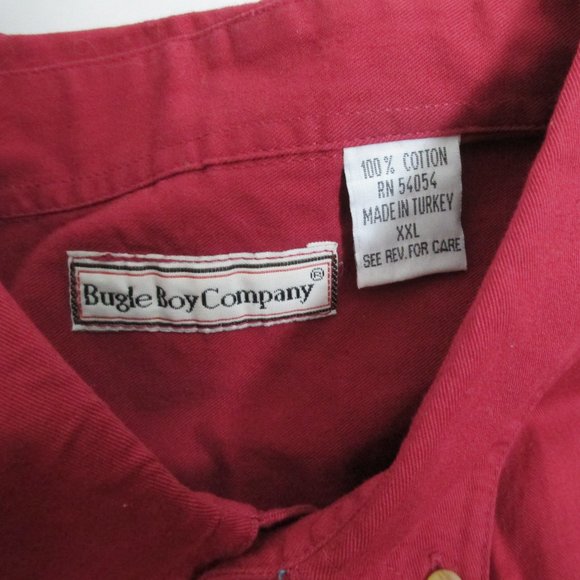 Bugle Boy Company®
100% COTTON
RN 54054
MADE IN TURKEY
XXL
SEE REV. FOR CARE